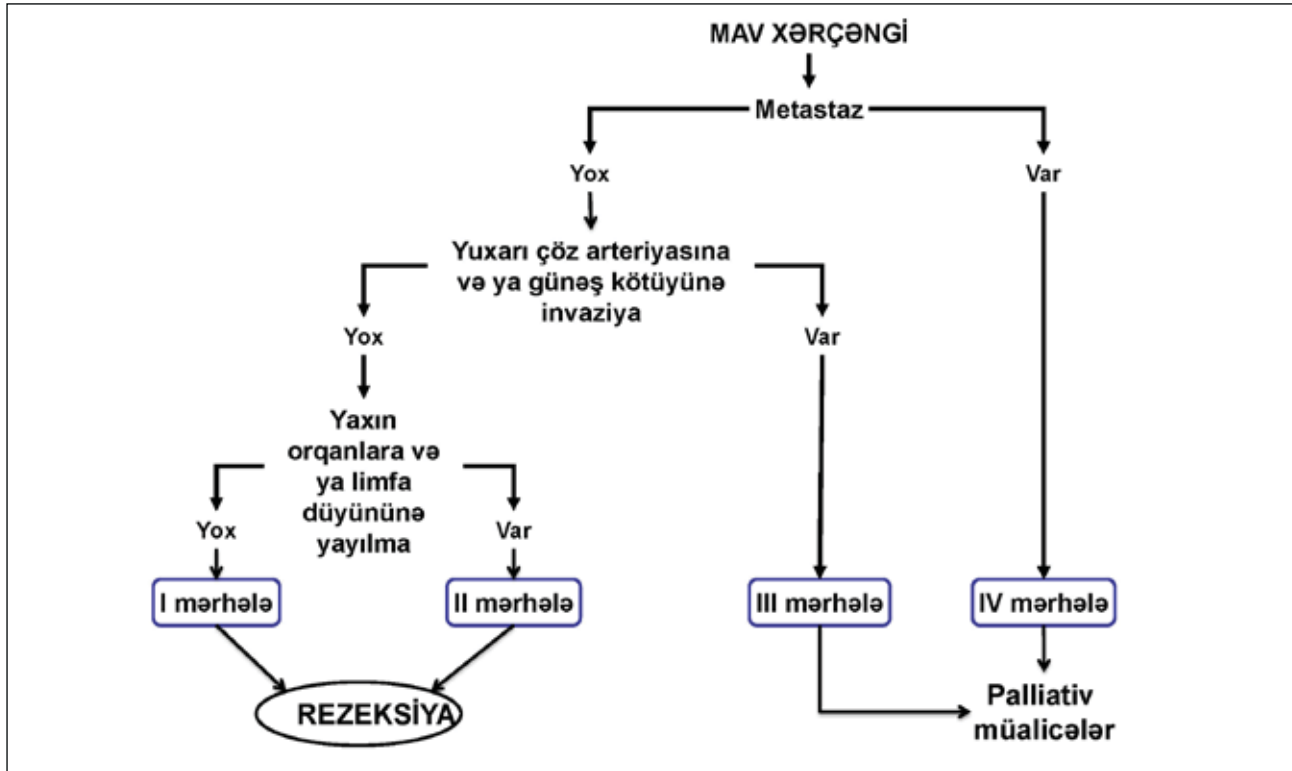 MAV XƏRÇƏNGİ
Metastaz
Yox
Var
Yuxarı çöz arteriyasına
və ya günəş kötüyünə
invaziya
Yox
Var
Yaxın
orqanlara və
ya limfa
düyününə
yayılma
Yox
Var
I mərhələ
II mərhələ
III mərhələ
IV mərhələ
REZEKSİYA
Palliativ
müalicələr